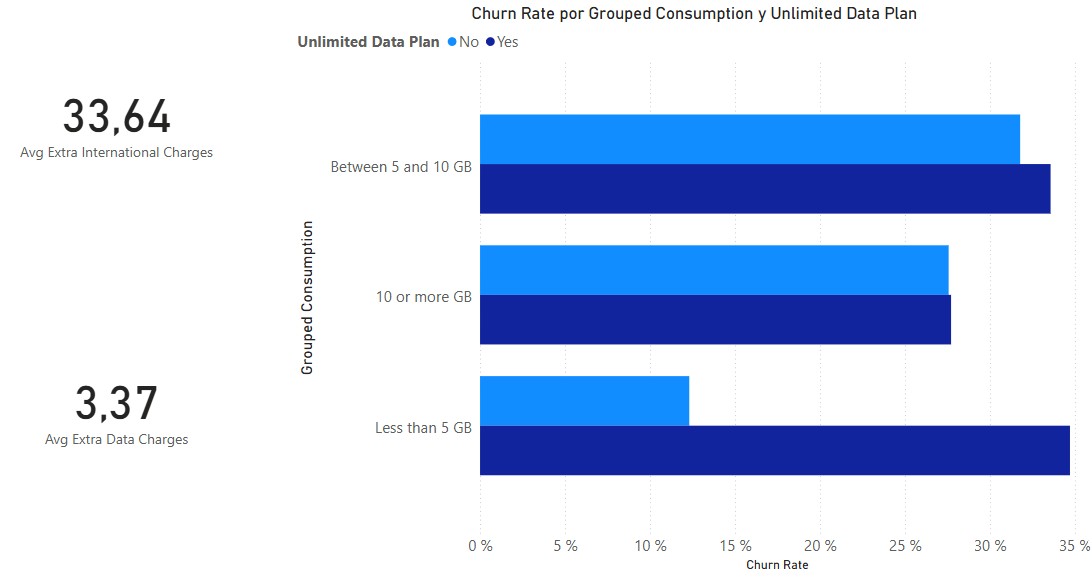 Churn Rate por Grouped Consumption y Unlimited Data Plan
Unlimited Data Plan No Yes
33,64
Avg Extra International Charges
3,37
Avg Extra Data Charges
Grouped Consumption
Between 5 and 10 GB
10 or more GB
Less than 5 GB
0 % 5 % 10 % 15 % 20 % 25 % 30 % 35 %
Churn Rate